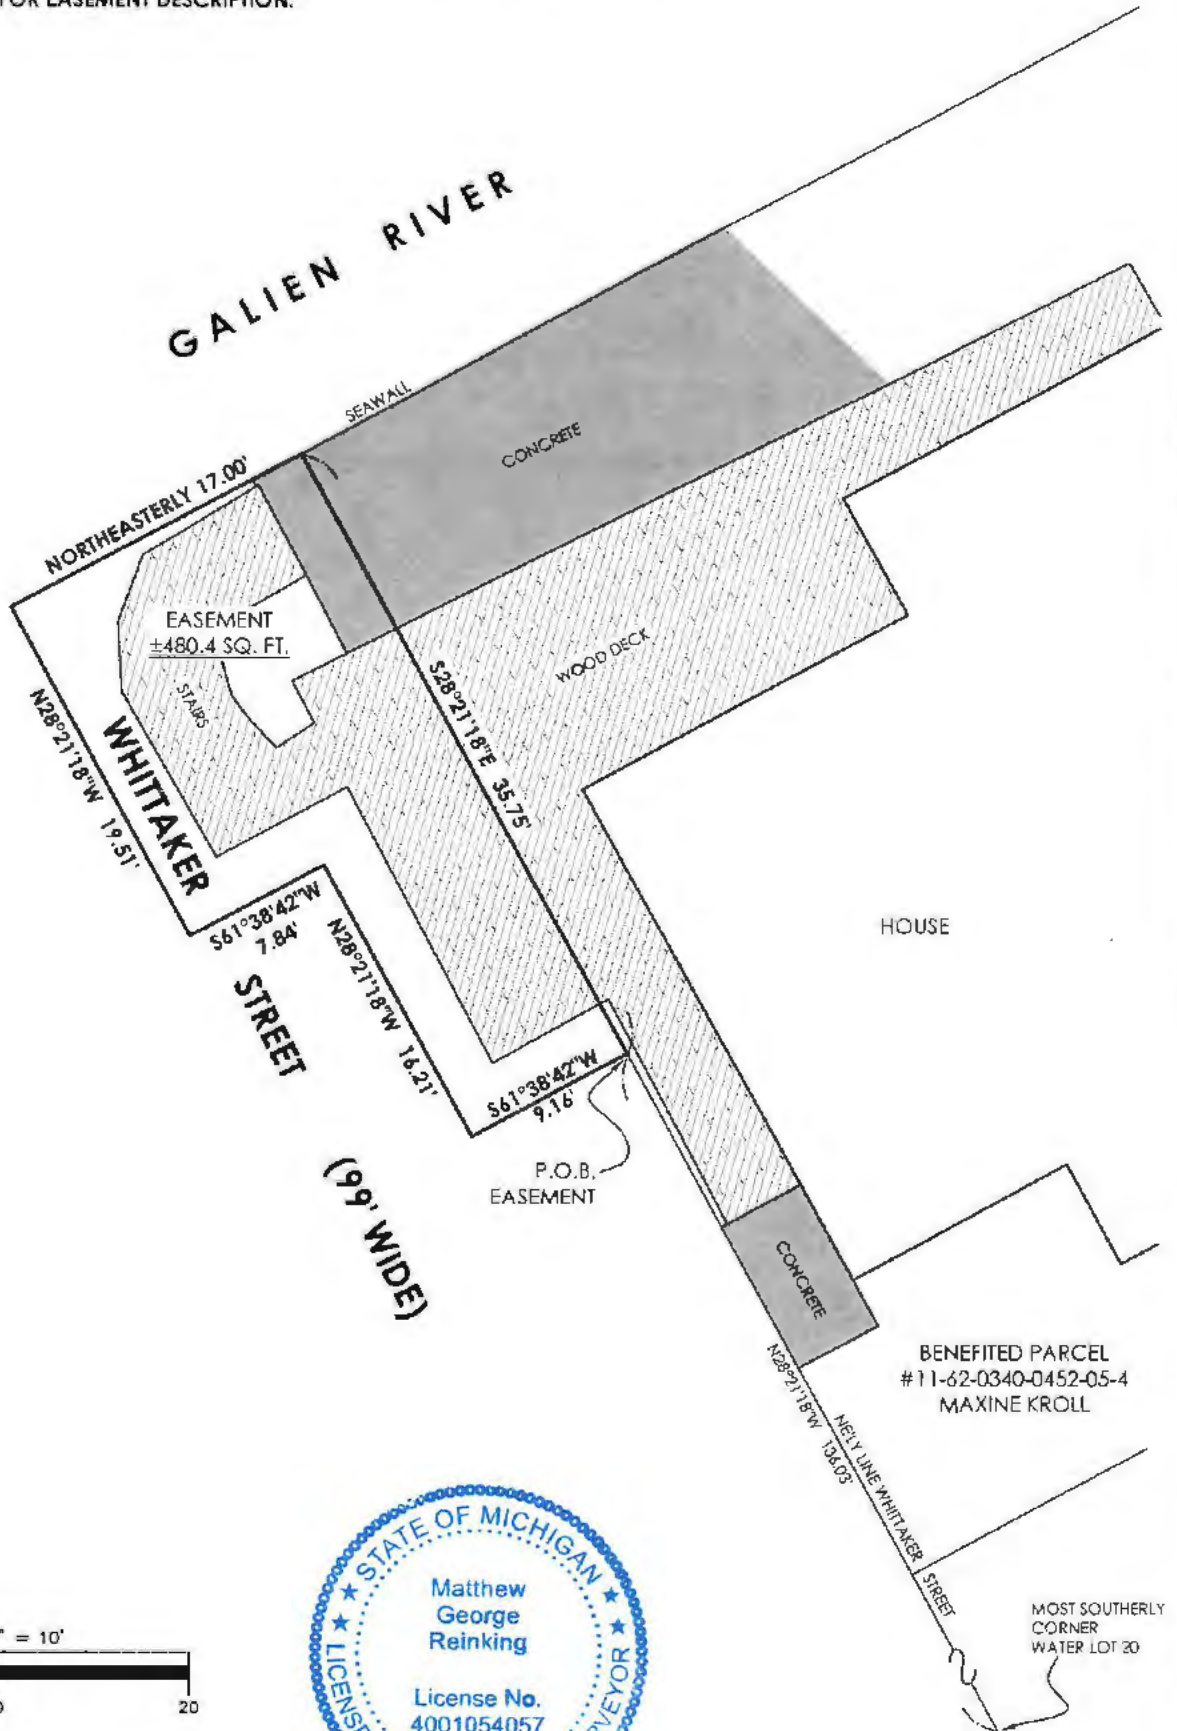 FOR EASEMENT DESCRIPTION.
GALIEN RIVER
SEAWALL
CONCRETE
NORTHEASTERLY 17.00'
EASEMENT
±480.4 SQ. FT.
STAIRS
WOOD DECK
S28°21'18"E 35.75'
N28°21'18"W 19.51'
WHITTAKER
STREET
(99' WIDE)
S61°38'42"W
7.84'
N28°21'18"W 16.21'
S61°38'42"W
9.16'
HOUSE
P.O.B.
EASEMENT
CONCRETE
BENEFITED PARCEL
#11-62-0340-0452-05-4
MAXINE KROLL
N28°21'18"W 136.03'
NE'LY LINE WHITTAKER STREET
MOST SOUTHERLY
CORNER
WATER LOT 20
" = 10'
20
STATE OF MICHIGAN
Matthew
George
Reinking
License No.
4001054057